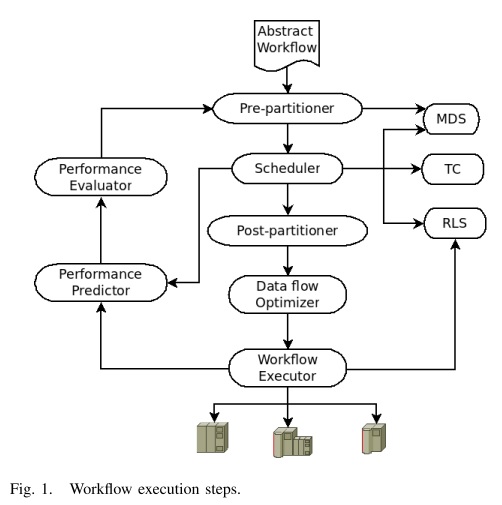 Abstract
Workflow
Pre-partitioner
MDS
Performance
Evaluator
Scheduler
TC
Post-partitioner
RLS
Performance
Predictor
Data flow
Optimizer
Workflow
Executor
Fig. 1. Workflow execution steps.